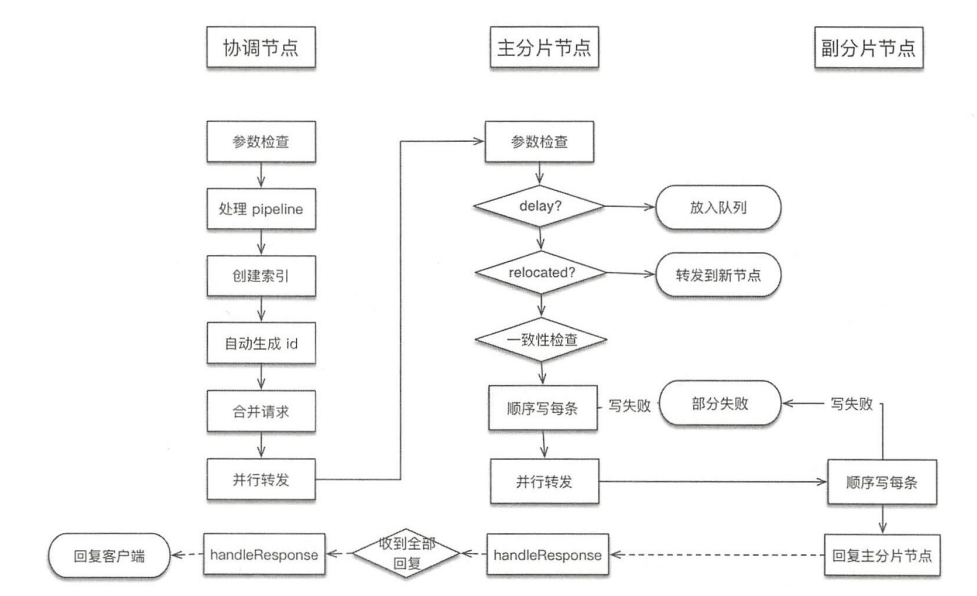 协调节点
主分片节点
副分片节点
参数检查
处理 pipeline
创建索引
自动生成 id
合并请求
并行转发
参数检查
delay?
放入队列
relocated?
转发到新节点
一致性检查
顺序写每条
写失败
部分失败
写失败
并行转发
顺序写每条
回复客户端
handleResponse
收到全部
回复
handleResponse
回复主分片节点